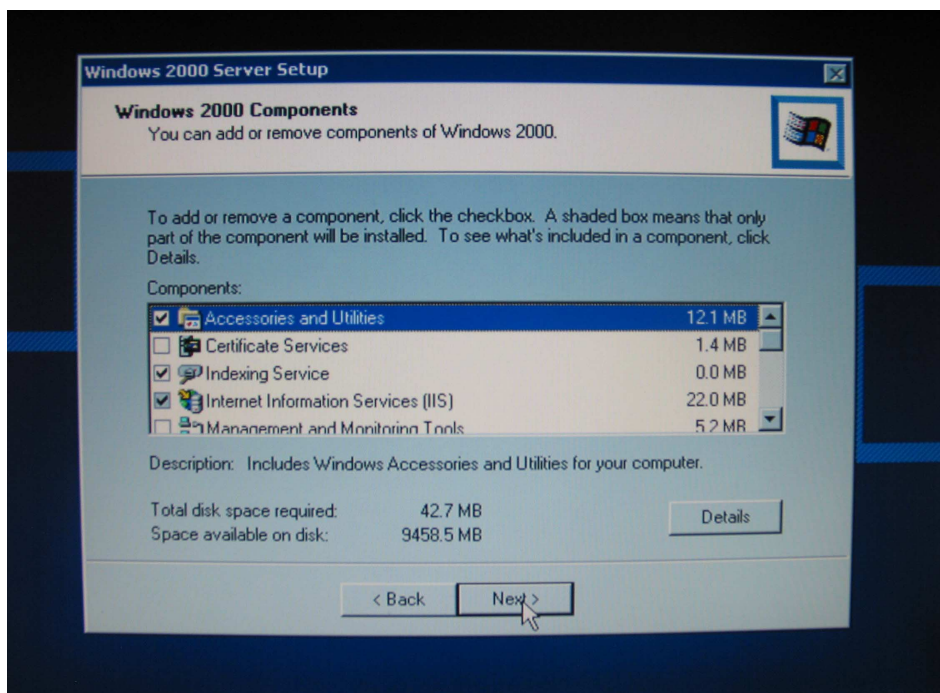 Windows 2000 Server Setup
Windows 2000 Components
You can add or remove components of Windows 2000.
To add or remove a component, click the checkbox. A shaded box means that only
part of the component will be installed. To see what's included in a component, click
Details.
Components:
Accessories and Utilities 12.1 MB
Certificate Services 1.4 MB
Indexing Service 0.0 MB
Internet Information Services (IIS) 22.0 MB
Management and Monitoring Tools 5.2 MB
Description: Includes Windows Accessories and Utilities for your computer.
Total disk space required: 42.7 MB
Space available on disk: 9458.5 MB
Details
< Back Next >